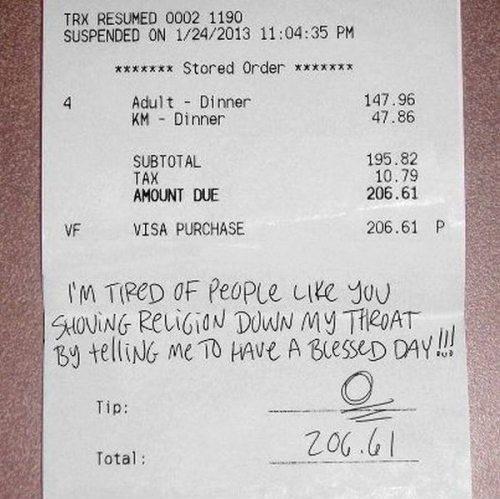 TRX RESUMED 0002 1190
SUSPENDED ON 1/24/2013 11:04:35 PM
******* Stored Order *******
4 Adult - Dinner 147.96
KM - Dinner 47.86
SUBTOTAL 195.82
TAX 10.79
AMOUNT DUE 206.61
VF VISA PURCHASE 206.61 P
I'M TIRED OF PEOPLE LIKE YOU
SHOVING RELIGION DOWN MY THROAT
BY tELLING ME TO HAVE A BLESSED DAY!!!
Tip: 0
Total: 206.61